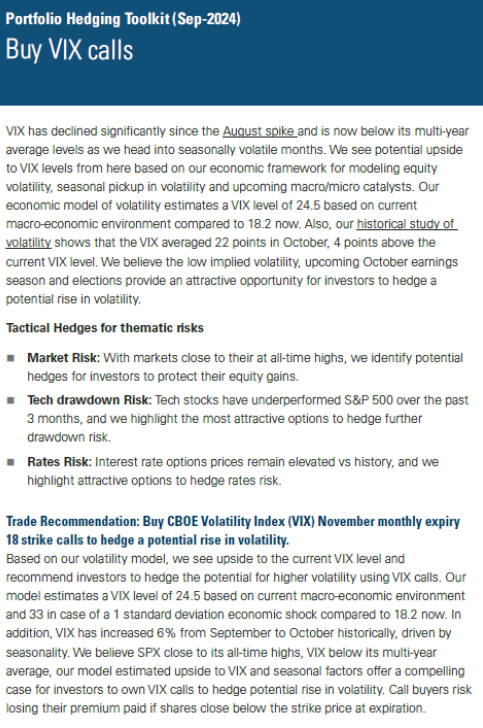 Portfolio Hedging Toolkit (Sep-2024)
Buy VIX calls
VIX has declined significantly since the August spike and is now below its multi-year
average levels as we head into seasonally volatile months. We see potential upside
to VIX levels from here based on our economic framework for modeling equity
volatility, seasonal pickup in volatility and upcoming macro/micro catalysts. Our
economic model of volatility estimates a VIX level of 24.5 based on current
macro-economic environment compared to 18.2 now. Also, our historical study of
volatility shows that the VIX averaged 22 points in October, 4 points above the
current VIX level. We believe the low implied volatility, upcoming October earnings
season and elections provide an attractive opportunity for investors to hedge a
potential rise in volatility.
Tactical Hedges for thematic risks
■ Market Risk: With markets close to their at all-time highs, we identify potential
hedges for investors to protect their equity gains.
■ Tech drawdown Risk: Tech stocks have underperformed S&P 500 over the past
3 months, and we highlight the most attractive options to hedge further
drawdown risk.
■ Rates Risk: Interest rate options prices remain elevated vs history, and we
highlight attractive options to hedge rates risk.
Trade Recommendation: Buy CBOE Volatility Index (VIX) November monthly expiry
18 strike calls to hedge a potential rise in volatility.
Based on our volatility model, we see upside to the current VIX level and
recommend investors to hedge the potential for higher volatility using VIX calls. Our
model estimates a VIX level of 24.5 based on current macro-economic environment
and 33 in case of a 1 standard deviation economic shock compared to 18.2 now. In
addition, VIX has increased 6% from September to October historically, driven by
seasonality. We believe SPX close to its all-time highs, VIX below its multi-year
average, our model estimated upside to VIX and seasonal factors offer a compelling
case for investors to own VIX calls to hedge potential rise in volatility. Call buyers risk
losing their premium paid if shares close below the strike price at expiration.